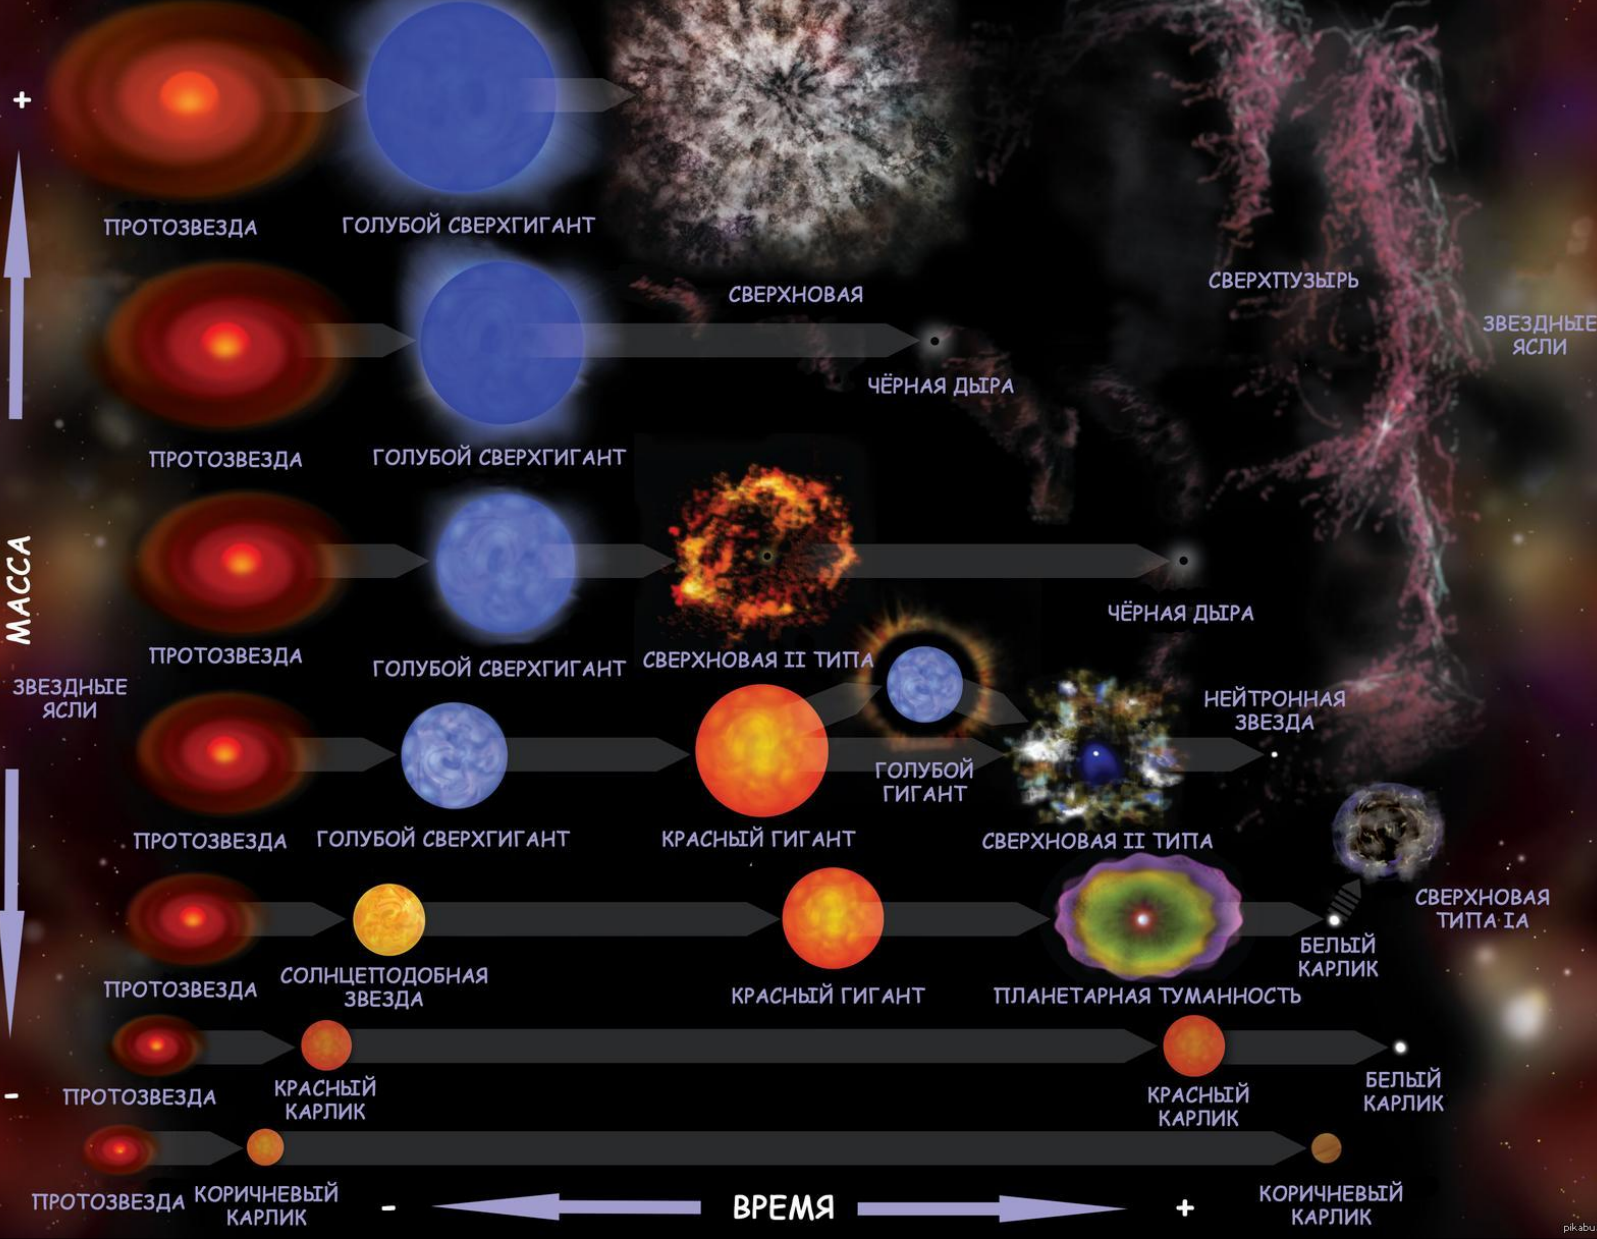 +
ПРОТОЗВЕЗДА
ГОЛУБОЙ СВЕРХГИГАНТ
СВЕРХНОВАЯ
СВЕРХПУЗЫРЬ
ЗВЕЗДНЫЕ
ЯСЛИ
ЧЁРНАЯ ДЫРА
ПРОТОЗВЕЗДА
ГОЛУБОЙ СВЕРХГИГАНТ
МАССА
ЧЁРНАЯ ДЫРА
ПРОТОЗВЕЗДА
ГОЛУБОЙ СВЕРХГИГАНТ
СВЕРХНОВАЯ II ТИПА
ЗВЕЗДНЫЕ
ЯСЛИ
НЕЙТРОННАЯ
ЗВЕЗДА
ГОЛУБОЙ
ГИГАНТ
ПРОТОЗВЕЗДА
ГОЛУБОЙ СВЕРХГИГАНТ
КРАСНЫЙ ГИГАНТ
СВЕРХНОВАЯ II ТИПА
СВЕРХНОВАЯ
ТИПА IA
БЕЛЫЙ
КАРЛИК
ПРОТОЗВЕЗДА
СОЛНЦЕПОДОБНАЯ
ЗВЕЗДА
КРАСНЫЙ ГИГАНТ
ПЛАНЕТАРНАЯ ТУМАННОСТЬ
-
ПРОТОЗВЕЗДА
КРАСНЫЙ
КАРЛИК
КРАСНЫЙ
КАРЛИК
БЕЛЫЙ
КАРЛИК
ПРОТОЗВЕЗДА
КОРИЧНЕВЫЙ
КАРЛИК
-
ВРЕМЯ
+
КОРИЧНЕВЫЙ
КАРЛИК
pikabu